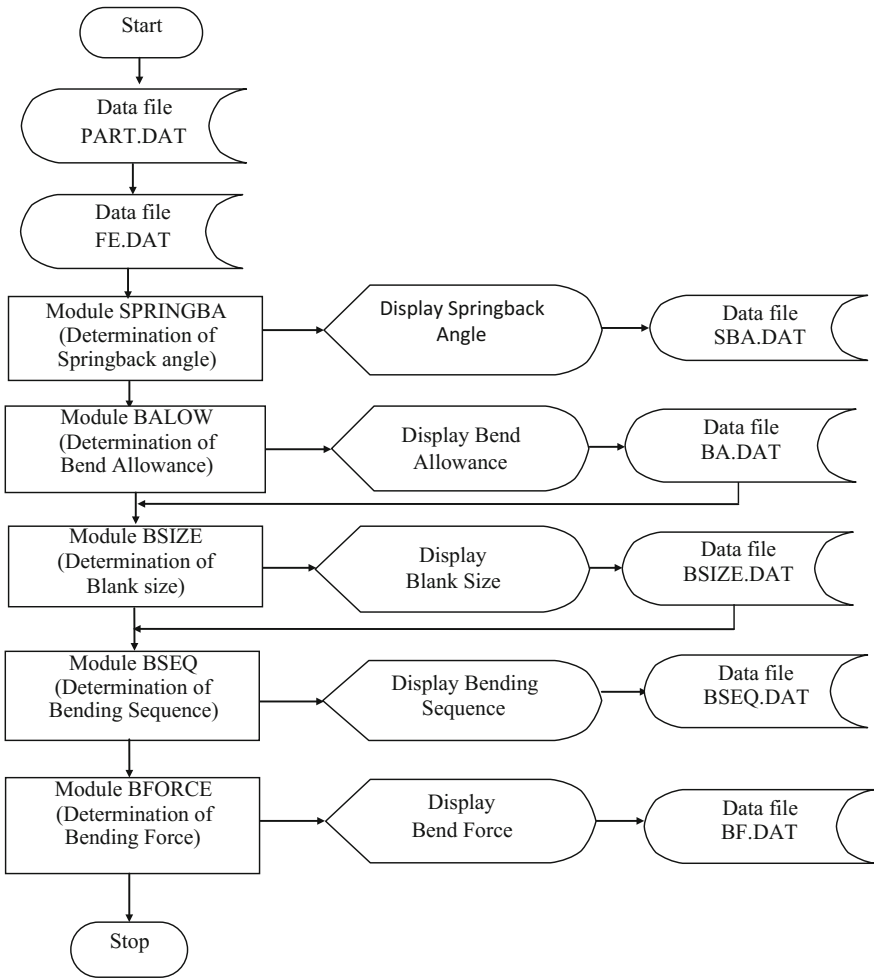 Start
Data file
PART.DAT
Data file
FE.DAT
Module SPRINGBA
(Determination of
Springback angle)
Display Springback
Angle
Data file
SBA.DAT
Module BALOW
(Determination of
Bend Allowance)
Display Bend
Allowance
Data file
BA.DAT
Module BSIZE
(Determination of
Blank size)
Display
Blank Size
Data file
BSIZE.DAT
Module BSEQ
(Determination of
Bending Sequence)
Display Bending
Sequence
Data file
BSEQ.DAT
Module BFORCE
(Determination of
Bending Force)
Display
Bend Force
Data file
BF.DAT
Stop